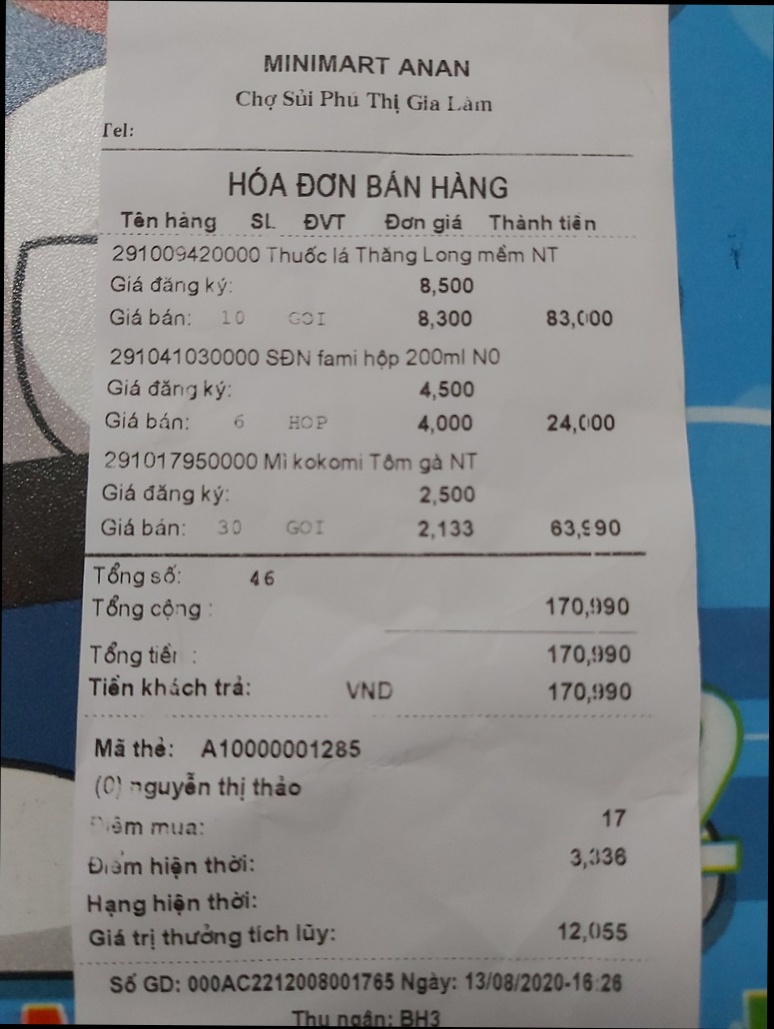 MINIMART ANAN
Chợ Sủi Phú Thị Gia Lâm
Tel:
HÓA ĐƠN BÁN HÀNG
Tên hàng SL ĐVT Đơn giá Thành tiền
291009420000 Thuốc lá Thăng Long mềm NT
Giá đăng ký: 8,500
Giá bán: 10 GOI 8,300 83,000
291041030000 SĐN fami hộp 200ml N0
Giá đăng ký: 4,500
Giá bán: 6 HOP 4,000 24,000
291017950000 Mì kokomi Tôm gà NT
Giá đăng ký: 2,500
Giá bán: 30 GOI 2,133 63,990
Tổng số: 46
Tổng cộng : 170,990
Tổng tiền : 170,990
Tiền khách trả: VND 170,990
Mã thẻ: A10000001285
(0) nguyễn thị thảo
Điểm mua: 17
Điểm hiện thời: 3,336
Hạng hiện thời:
Giá trị thưởng tích lũy: 12,055
Số GD: 000AC2212008001765 Ngày: 13/08/2020-16:26
Thu ngân: BH3